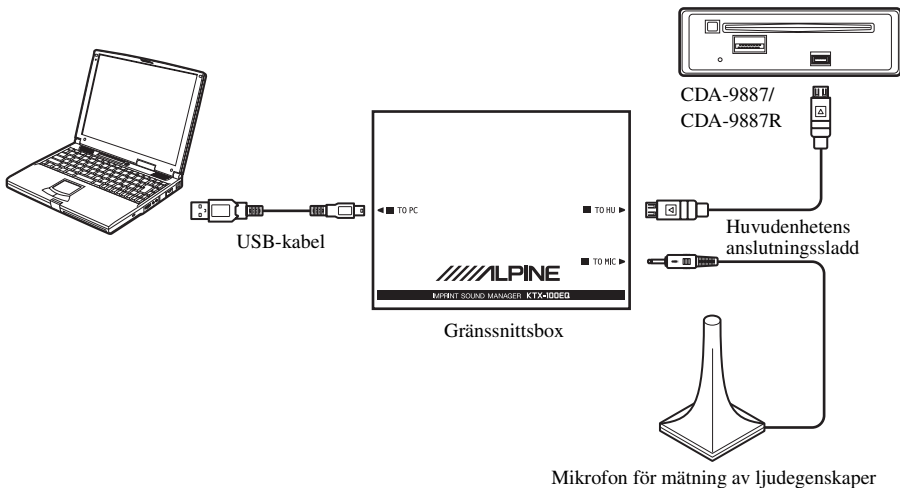 CDA-9887/
CDA-9887R
◄■ TO PC
■ TO HU ►
USB-kabel
Huvudenhetens
anslutningssladd
■ TO MIC ►
ALPINE
IMPRINT SOUND MANAGER KTX-100EQ
Gränssnittsbox
Mikrofon för mätning av ljudegenskaper